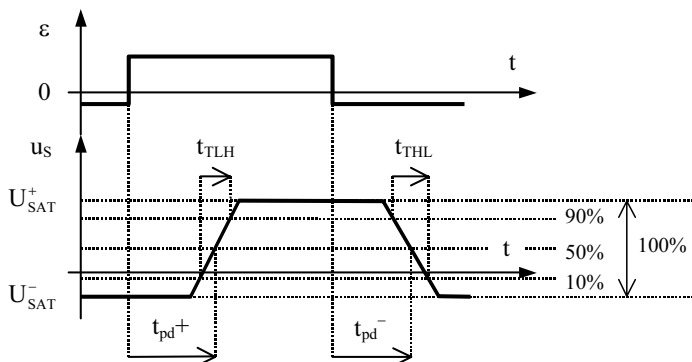 ε
t
0
u_S
t_TLH
t_THL
U⁺_SAT
90%
t
50%
100%
10%
U⁻_SAT
t_pd+
t_pd⁻